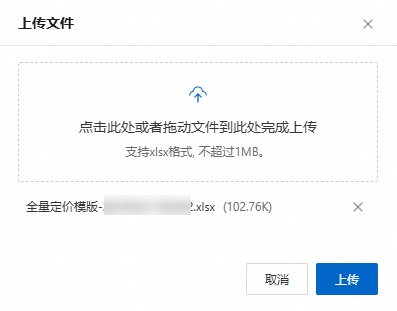 上传文件
点击此处或者拖动文件到此处完成上传
支持xlsx格式, 不超过1MB。
全量定价模版-2.xlsx (102.76K)
取消 上传